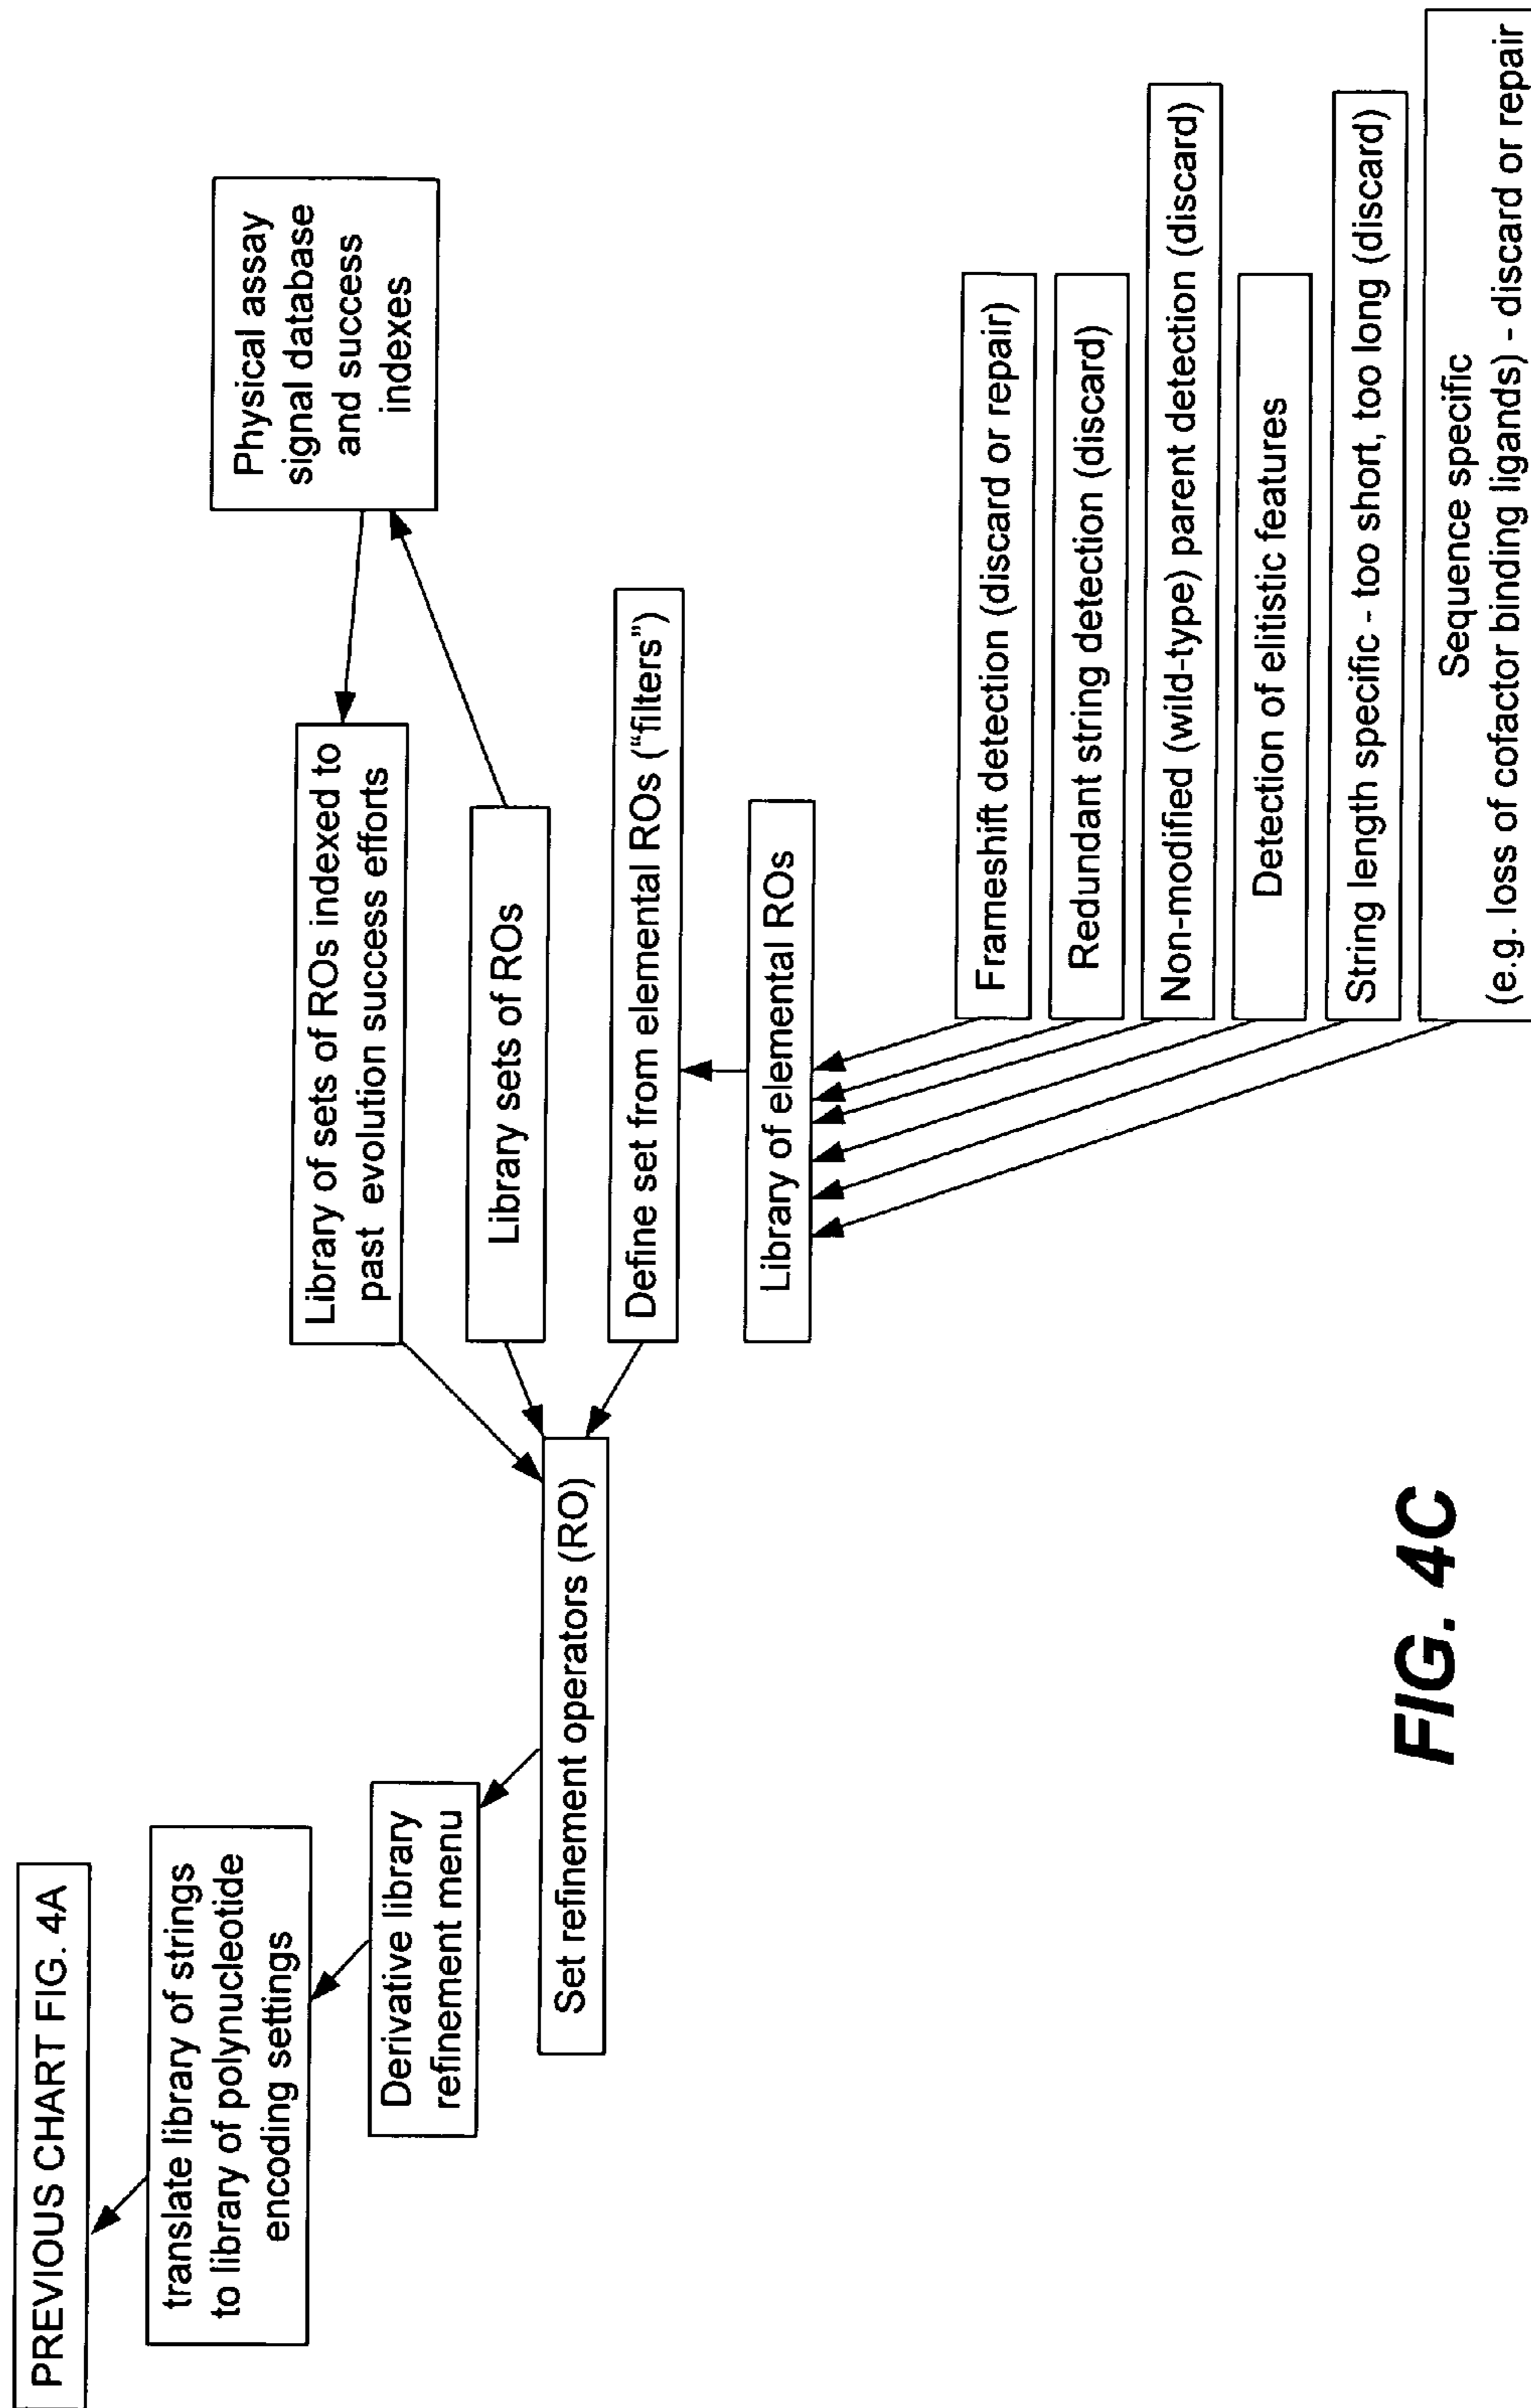 PREVIOUS CHART FIG. 4A
translate library of strings
to library of polynucleotide
encoding settings
Derivative library
refinement menu
Set refinement operators (RO)
Library of sets of ROs indexed to
past evolution success efforts
Physical assay
signal database
and success
indexes
Library sets of ROs
Define set from elemental ROs (“filters”)
Library of elemental ROs
Frameshift detection (discard or repair)
Redundant string detection (discard)
Non-modified (wild-type) parent detection (discard)
Detection of elitistic features
String length specific - too short, too long (discard)
Sequence specific
(e.g. loss of cofactor binding ligands) - discard or repair
FIG. 4C